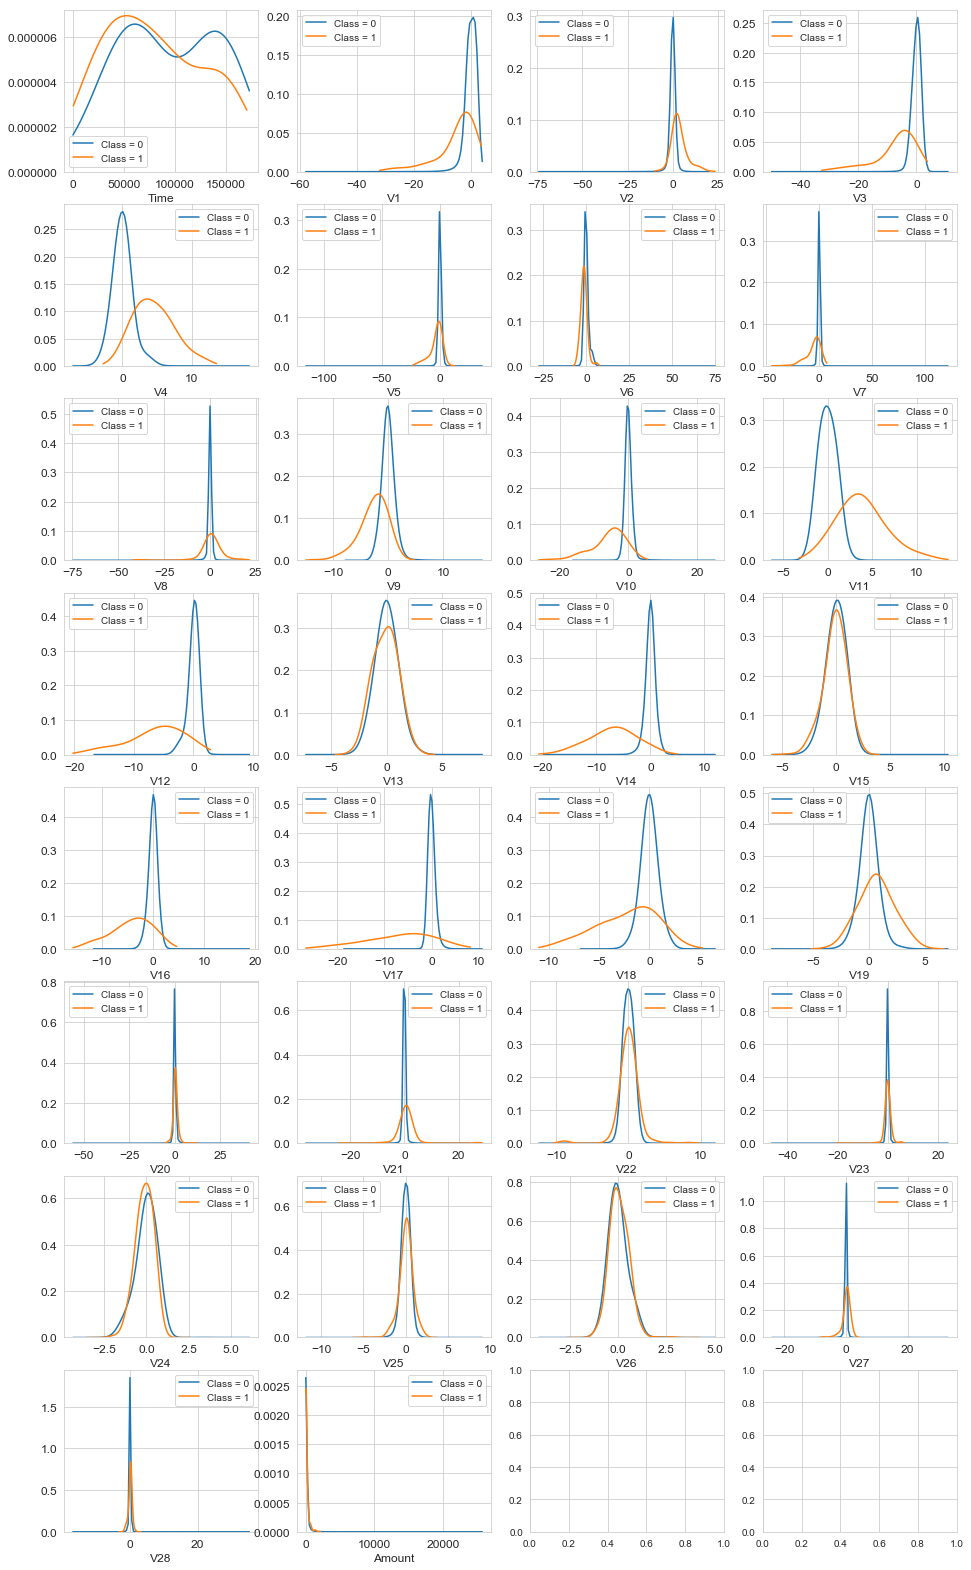 0.000006 0.000004 0.000002 0.000000 Class = 0 Class = 1 0 50000 100000 150000 Time
0.20 0.15 0.10 0.05 0.00 Class = 0 Class = 1 −60 −40 −20 0 V1
0.3 0.2 0.1 0.0 Class = 0 Class = 1 −75 −50 −25 0 25 V2
0.25 0.20 0.15 0.10 0.05 0.00 Class = 0 Class = 1 −40 −20 0 V3
0.25 0.20 0.15 0.10 0.05 0.00 Class = 0 Class = 1 0 10 V4
0.3 0.2 0.1 0.0 Class = 0 Class = 1 −100 −50 0 V5
0.3 0.2 0.1 0.0 Class = 0 Class = 1 −25 0 25 50 75 V6
0.3 0.2 0.1 0.0 Class = 0 Class = 1 −50 0 50 100 V7
0.5 0.4 0.3 0.2 0.1 0.0 Class = 0 Class = 1 −75 −50 −25 0 25 V8
0.3 0.2 0.1 0.0 Class = 0 Class = 1 −10 0 10 V9
0.4 0.3 0.2 0.1 0.0 Class = 0 Class = 1 −20 0 20 V10
0.3 0.2 0.1 0.0 Class = 0 Class = 1 −5 0 5 10 V11
0.4 0.3 0.2 0.1 0.0 Class = 0 Class = 1 −20 −10 0 10 V12
0.3 0.2 0.1 0.0 Class = 0 Class = 1 −5 0 5 V13
0.5 0.4 0.3 0.2 0.1 0.0 Class = 0 Class = 1 −20 −10 0 10 V14
0.4 0.3 0.2 0.1 0.0 Class = 0 Class = 1 −5 0 5 10 V15
0.4 0.3 0.2 0.1 0.0 Class = 0 Class = 1 −10 0 10 20 V16
0.5 0.4 0.3 0.2 0.1 0.0 Class = 0 Class = 1 −20 −10 0 10 V17
0.4 0.3 0.2 0.1 0.0 Class = 0 Class = 1 −10 −5 0 5 V18
0.5 0.4 0.3 0.2 0.1 0.0 Class = 0 Class = 1 −5 0 5 V19
0.8 0.6 0.4 0.2 0.0 Class = 0 Class = 1 −50 −25 0 25 V20
0.6 0.4 0.2 0.0 Class = 0 Class = 1 −20 0 20 V21
0.4 0.3 0.2 0.1 0.0 Class = 0 Class = 1 −10 0 10 V22
0.8 0.6 0.4 0.2 0.0 Class = 0 Class = 1 −40 −20 0 20 V23
0.6 0.4 0.2 0.0 Class = 0 Class = 1 −2.5 0.0 2.5 5.0 V24
0.6 0.4 0.2 0.0 Class = 0 Class = 1 −10 −5 0 5 10 V25
0.8 0.6 0.4 0.2 0.0 Class = 0 Class = 1 −2.5 0.0 2.5 5.0 V26
1.0 0.8 0.6 0.4 0.2 0.0 Class = 0 Class = 1 −20 0 20 V27
1.5 1.0 0.5 0.0 Class = 0 Class = 1 0 20 V28
0.0025 0.0020 0.0015 0.0010 0.0005 0.0000 Class = 0 Class = 1 0 10000 20000 Amount
1.0 0.8 0.6 0.4 0.2 0.0 0.0 0.2 0.4 0.6 0.8 1.0
1.0 0.8 0.6 0.4 0.2 0.0 0.0 0.2 0.4 0.6 0.8 1.0